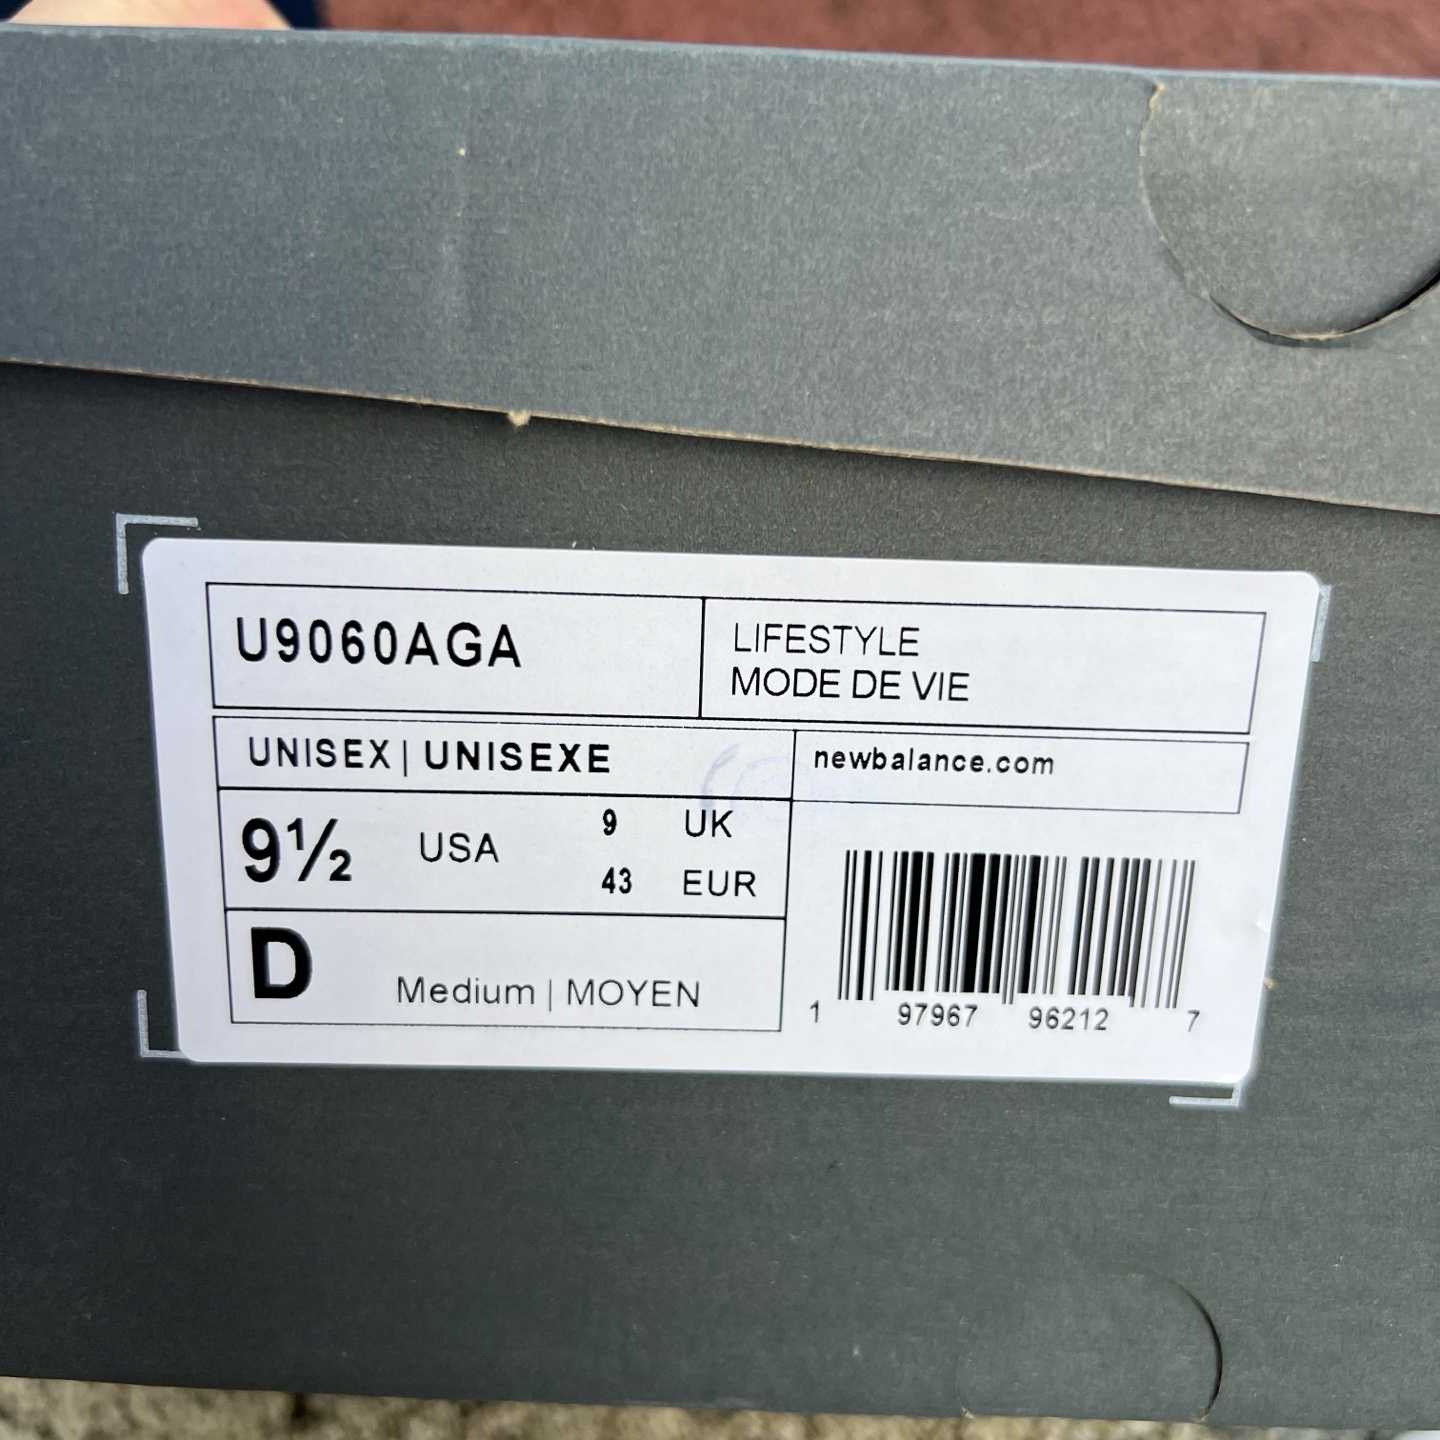 U9060AGA
LIFESTYLE
MODE DE VIE
UNISEX | UNISEXE
newbalance.com
9½ USA
9 UK
43 EUR
D
Medium | MOYEN
1 97967 96212 7